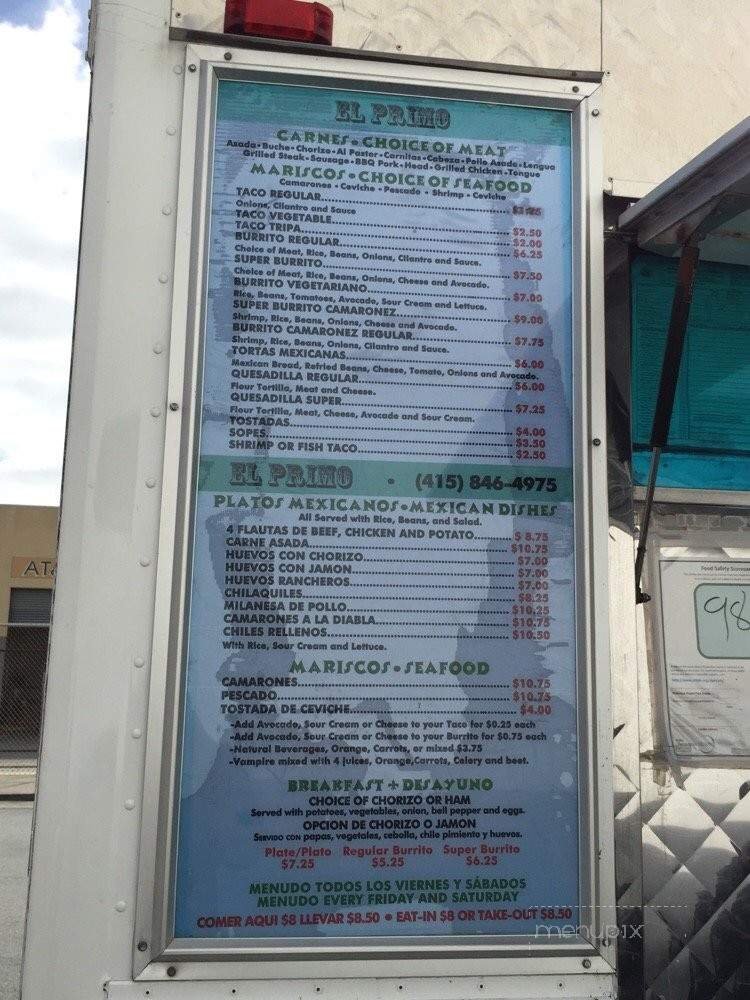 EL PRIMO
CARNES • CHOICE OF MEAT
Asada • Buche • Chorizo • Al Pastor • Carnitas • Cabeza • Pollo Asada • Lengua
Grilled Steak • Sausage • BBQ Pork • Head • Grilled Chicken • Tongue
MARISCOS • CHOICE OF SEAFOOD
Camarones • Ceviche • Pescado • Shrimp • Ceviche
TACO REGULAR
Onions, Cilantro and Sauce
TACO VEGETABLE $2.50
TACO TRIPA $2.00
BURRITO REGULAR $6.25
Choice of Meat, Rice, Beans, Onions, Cilantro and Sauce.
SUPER BURRITO $7.50
Choice of Meat, Rice, Beans, Onions, Cheese and Avocado.
BURRITO VEGETARIANO $7.00
Rice, Beans, Tomatoes, Avocado, Sour Cream and Lettuce.
SUPER BURRITO CAMARONEZ $9.00
Shrimp, Rice, Beans, Onions, Cheese and Avocado.
BURRITO CAMARONEZ REGULAR $7.75
Shrimp, Rice, Beans, Onions, Cilantro and Sauce.
TORTAS MEXICANAS $6.00
Mexican Bread, Refried Beans, Cheese, Tomato, Onions and Avocado.
QUESADILLA REGULAR $6.00
Flour Tortilla, Meat and Cheese.
QUESADILLA SUPER $7.25
Flour Tortilla, Meat, Cheese, Avocado and Sour Cream.
TOSTADAS $4.00
SOPES $3.50
SHRIMP OR FISH TACO $2.50
EL PRIMO • (415) 846-4975
PLATOS MEXICANOS • MEXICAN DISHES
All Served with Rice, Beans, and Salad.
4 FLAUTAS DE BEEF, CHICKEN AND POTATO $ 8.75
CARNE ASADA $10.75
HUEVOS CON CHORIZO $7.00
HUEVOS CON JAMON $7.00
HUEVOS RANCHEROS $7.00
CHILAQUILES $8.25
MILANESA DE POLLO $10.25
CAMARONES A LA DIABLA $10.75
CHILES RELLENOS $10.50
With Rice, Sour Cream and Lettuce.
MARISCOS • SEAFOOD
CAMARONES $10.75
PESCADO $10.75
TOSTADA DE CEVICHE $4.00
-Add Avocado, Sour Cream or Cheese to your Taco for $0.25 each
-Add Avocado, Sour Cream or Cheese to your Burrito for $0.75 each
-Natural Beverages, Orange, Carrots, or mixed $3.75
-Vampire mixed with 4 juices, Orange,Carrots, Celery and beet.
BREAKFAST + DESAYUNO
CHOICE OF CHORIZO OR HAM
Served with potatoes, vegetables, onion, bell pepper and eggs.
OPCION DE CHORIZO O JAMON
SERVIDO CON papas, vegetales, cebolla, chile pimiento y huevos.
Plate/Plato Regular Burrito Super Burrito
$7.25 $5.25 $6.25
MENUDO TODOS LOS VIERNES Y SÁBADOS
MENUDO EVERY FRIDAY AND SATURDAY
COMER AQUI $8 LLEVAR $8.50 • EAT-IN $8 OR TAKE-OUT $8.50
menupix
AT&
98